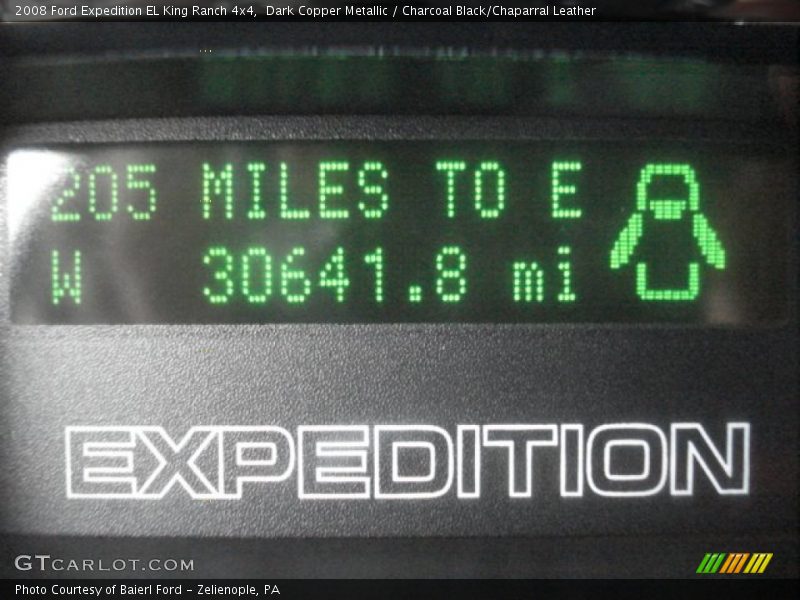 2008 Ford Expedition EL King Ranch 4x4, Dark Copper Metallic / Charcoal Black/Chaparral Leather
205 MILES TO E
W 30641.8 mi
EXPEDITION
GTCARLOT.COM
Photo Courtesy of Baierl Ford - Zelienople, PA